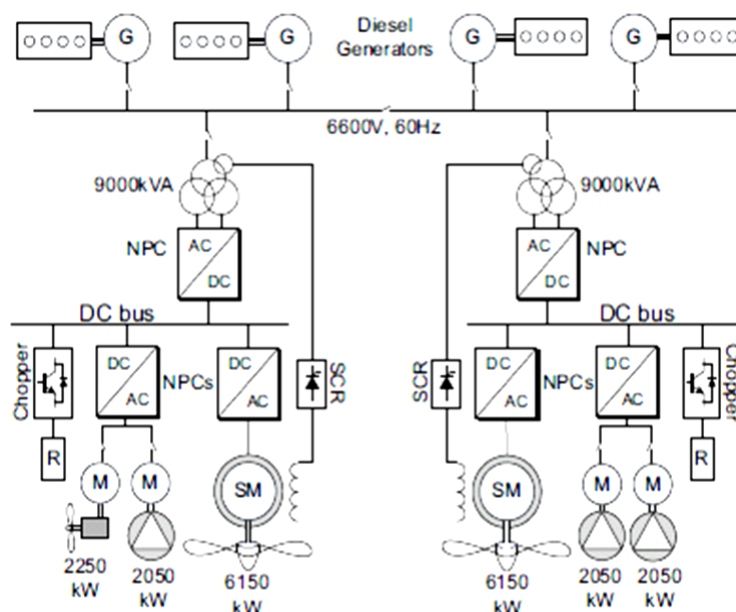 G
G
Diesel
Generators
G
G
6600V, 60Hz
9000kVA
9000kVA
NPC
AC
DC
AC
DC
NPC
DC bus
DC bus
Chopper
DC
AC
NPCs
DC
AC
SCR
SCR
DC
AC
NPCs
DC
AC
Chopper
R
R
M
M
SM
SM
M
M
2250
kW
2050
kW
6150
kW
6150
kW
2050
kW
2050
kW